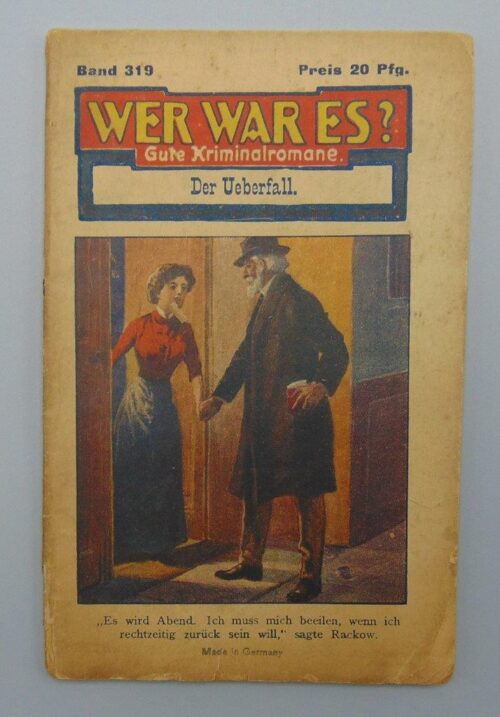 Band 319 Preis 20 Pfg.
WER WAR ES?
Gute Kriminalromane.
Der Ueberfall.
„Es wird Abend. Ich muss mich beeilen, wenn ich
rechtzeitig zurück sein will,“ sagte Rackow.
Made in Germany